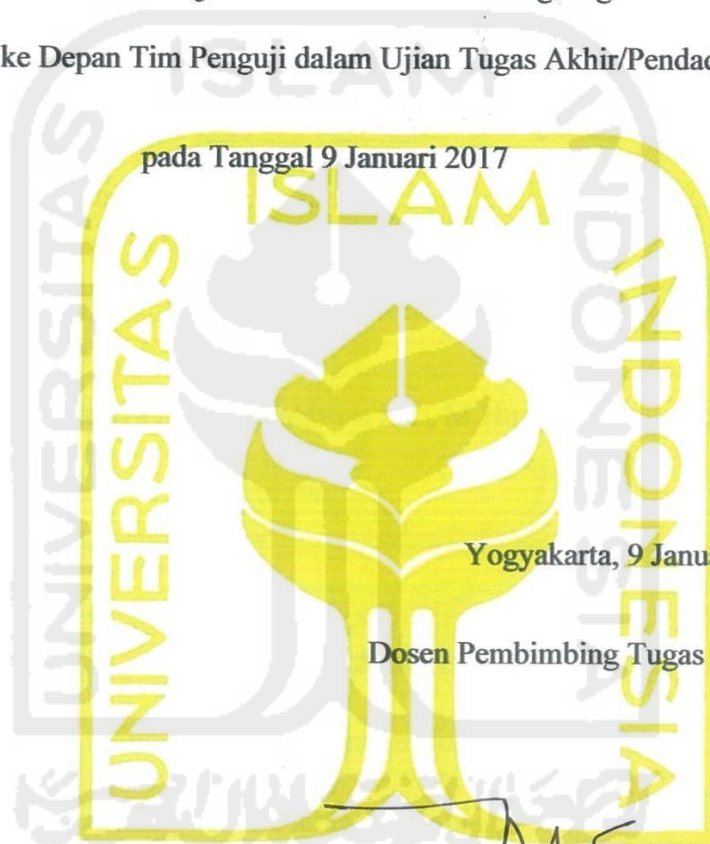 ke Depan Tim Penguji dalam Ujian Tugas Akhir/Pendad
pada Tanggal 9 Januari 2017
ISLAM
UNIVERSITAS
INDONESIA
Yogyakarta, 9 Janu
Dosen Pembimbing Tugas